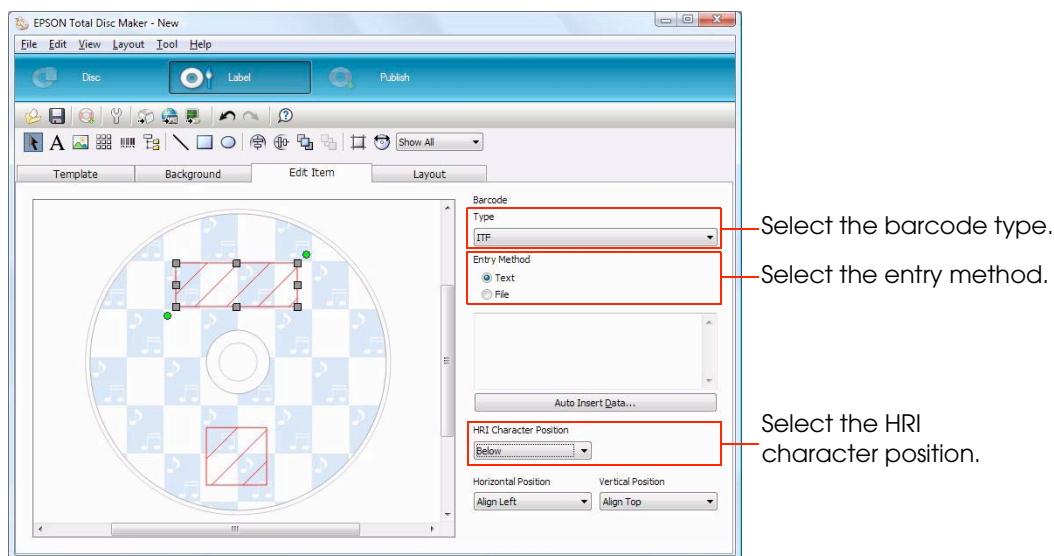 EPSON Total Disc Maker - New
File Edit View Layout Tool Help
Disc Label Publish
Show All
Template Background Edit Item Layout
Barcode
Type
ITF
Select the barcode type.
Entry Method
Text
File
Select the entry method.
Auto Insert Data...
HRI Character Position
Below
Select the HRI
character position.
Horizontal Position Vertical Position
Align Left Align Top